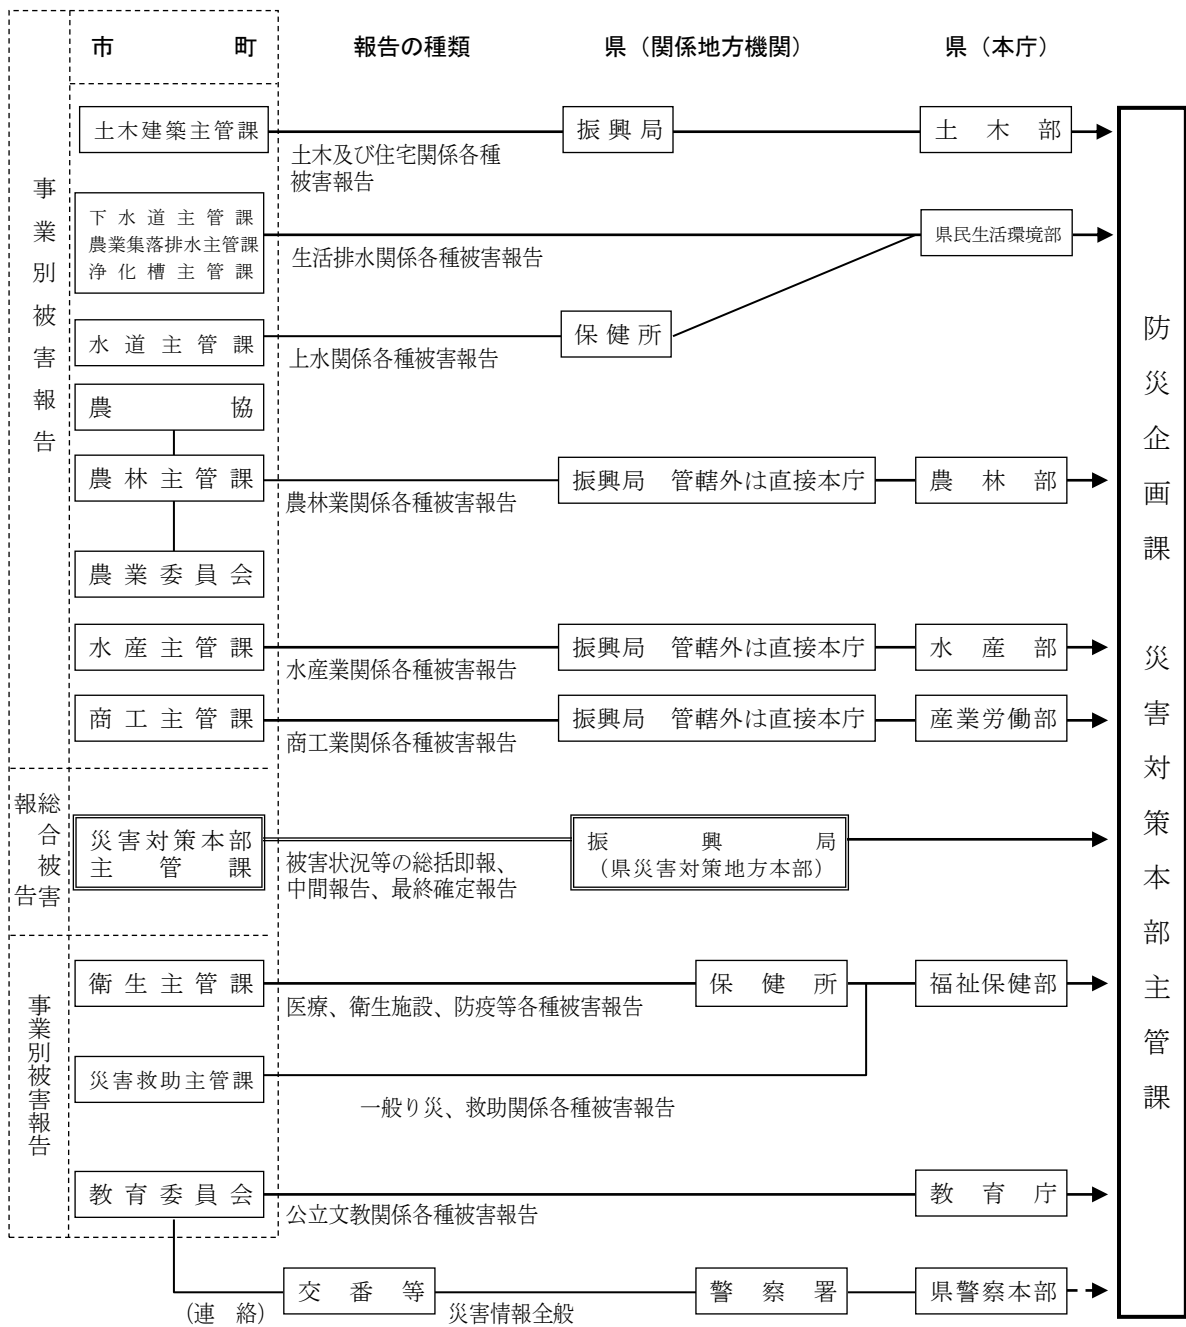 市　　　　町　　報告の種類　　県（関係地方機関）　　県（本庁）
事業別被害報告
土木建築主管課
土木及び住宅関係各種
被害報告
振興局
土　木　部
下水道主管課
農業集落排水主管課
浄化槽主管課
生活排水関係各種被害報告
県民生活環境部
水道主管課
上水関係各種被害報告
保健所
農　　　協
農林主管課
農林業関係各種被害報告
振興局　管轄外は直接本庁
農　林　部
農業委員会
水産主管課
水産業関係各種被害報告
振興局　管轄外は直接本庁
水　産　部
商工主管課
商工業関係各種被害報告
振興局　管轄外は直接本庁
産業労働部
総合被害
報告
災害対策本部
主　管　課
被害状況等の総括即報、
中間報告、最終確定報告
振　興　局
（県災害対策地方本部）
事業別被害報告
衛生主管課
医療、衛生施設、防疫等各種被害報告
保　健　所
福祉保健部
災害救助主管課
一般り災、救助関係各種被害報告
教育委員会
公立文教関係各種被害報告
教　育　庁
（連　絡）
交　番　等
災害情報全般
警　察　署
県警察本部
防災企画課　災害対策本部主管課